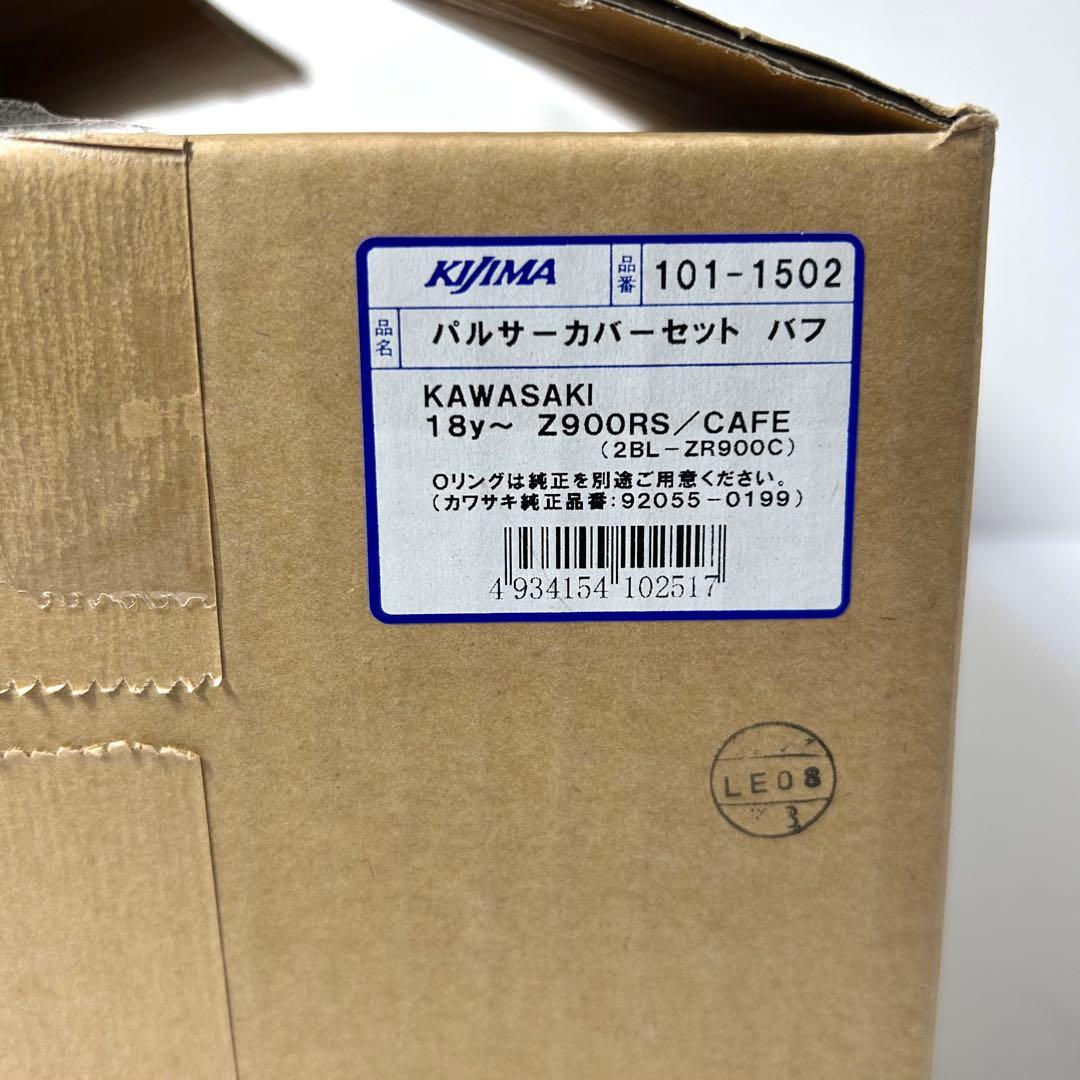 KIJIMA 品番 101-1502
品名 パルサーカバーセット バフ
KAWASAKI
18y～ Z900RS／CAFE
(2BL-ZR900C)
Oリングは純正を別途ご用意ください。
(カワサキ純正品番:92055-0199)
4 934154 102517
LE08
3